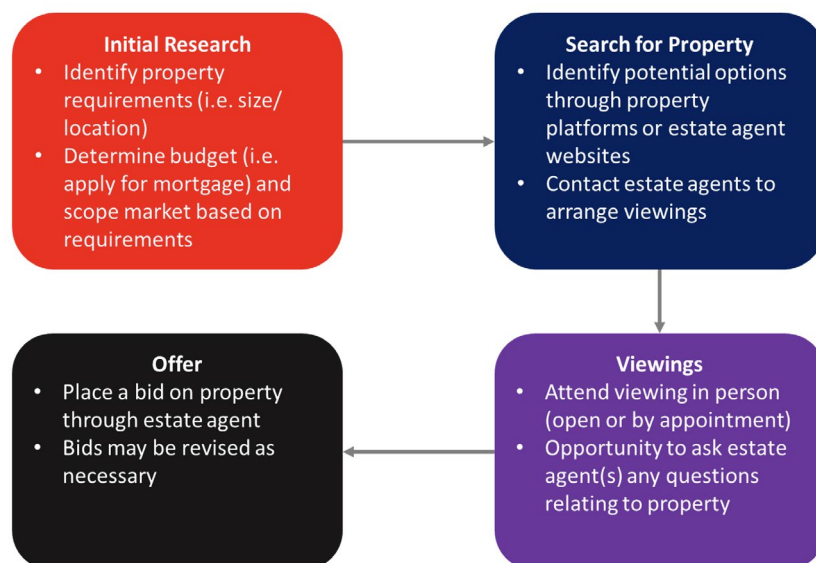 Initial Research
• Identify property
requirements (i.e. size/
location)
• Determine budget (i.e.
apply for mortgage) and
scope market based on
requirements
Search for Property
• Identify potential options
through property
platforms or estate agent
websites
• Contact estate agents to
arrange viewings
Viewings
• Attend viewing in person
(open or by appointment)
• Opportunity to ask estate
agent(s) any questions
relating to property
Offer
• Place a bid on property
through estate agent
• Bids may be revised as
necessary